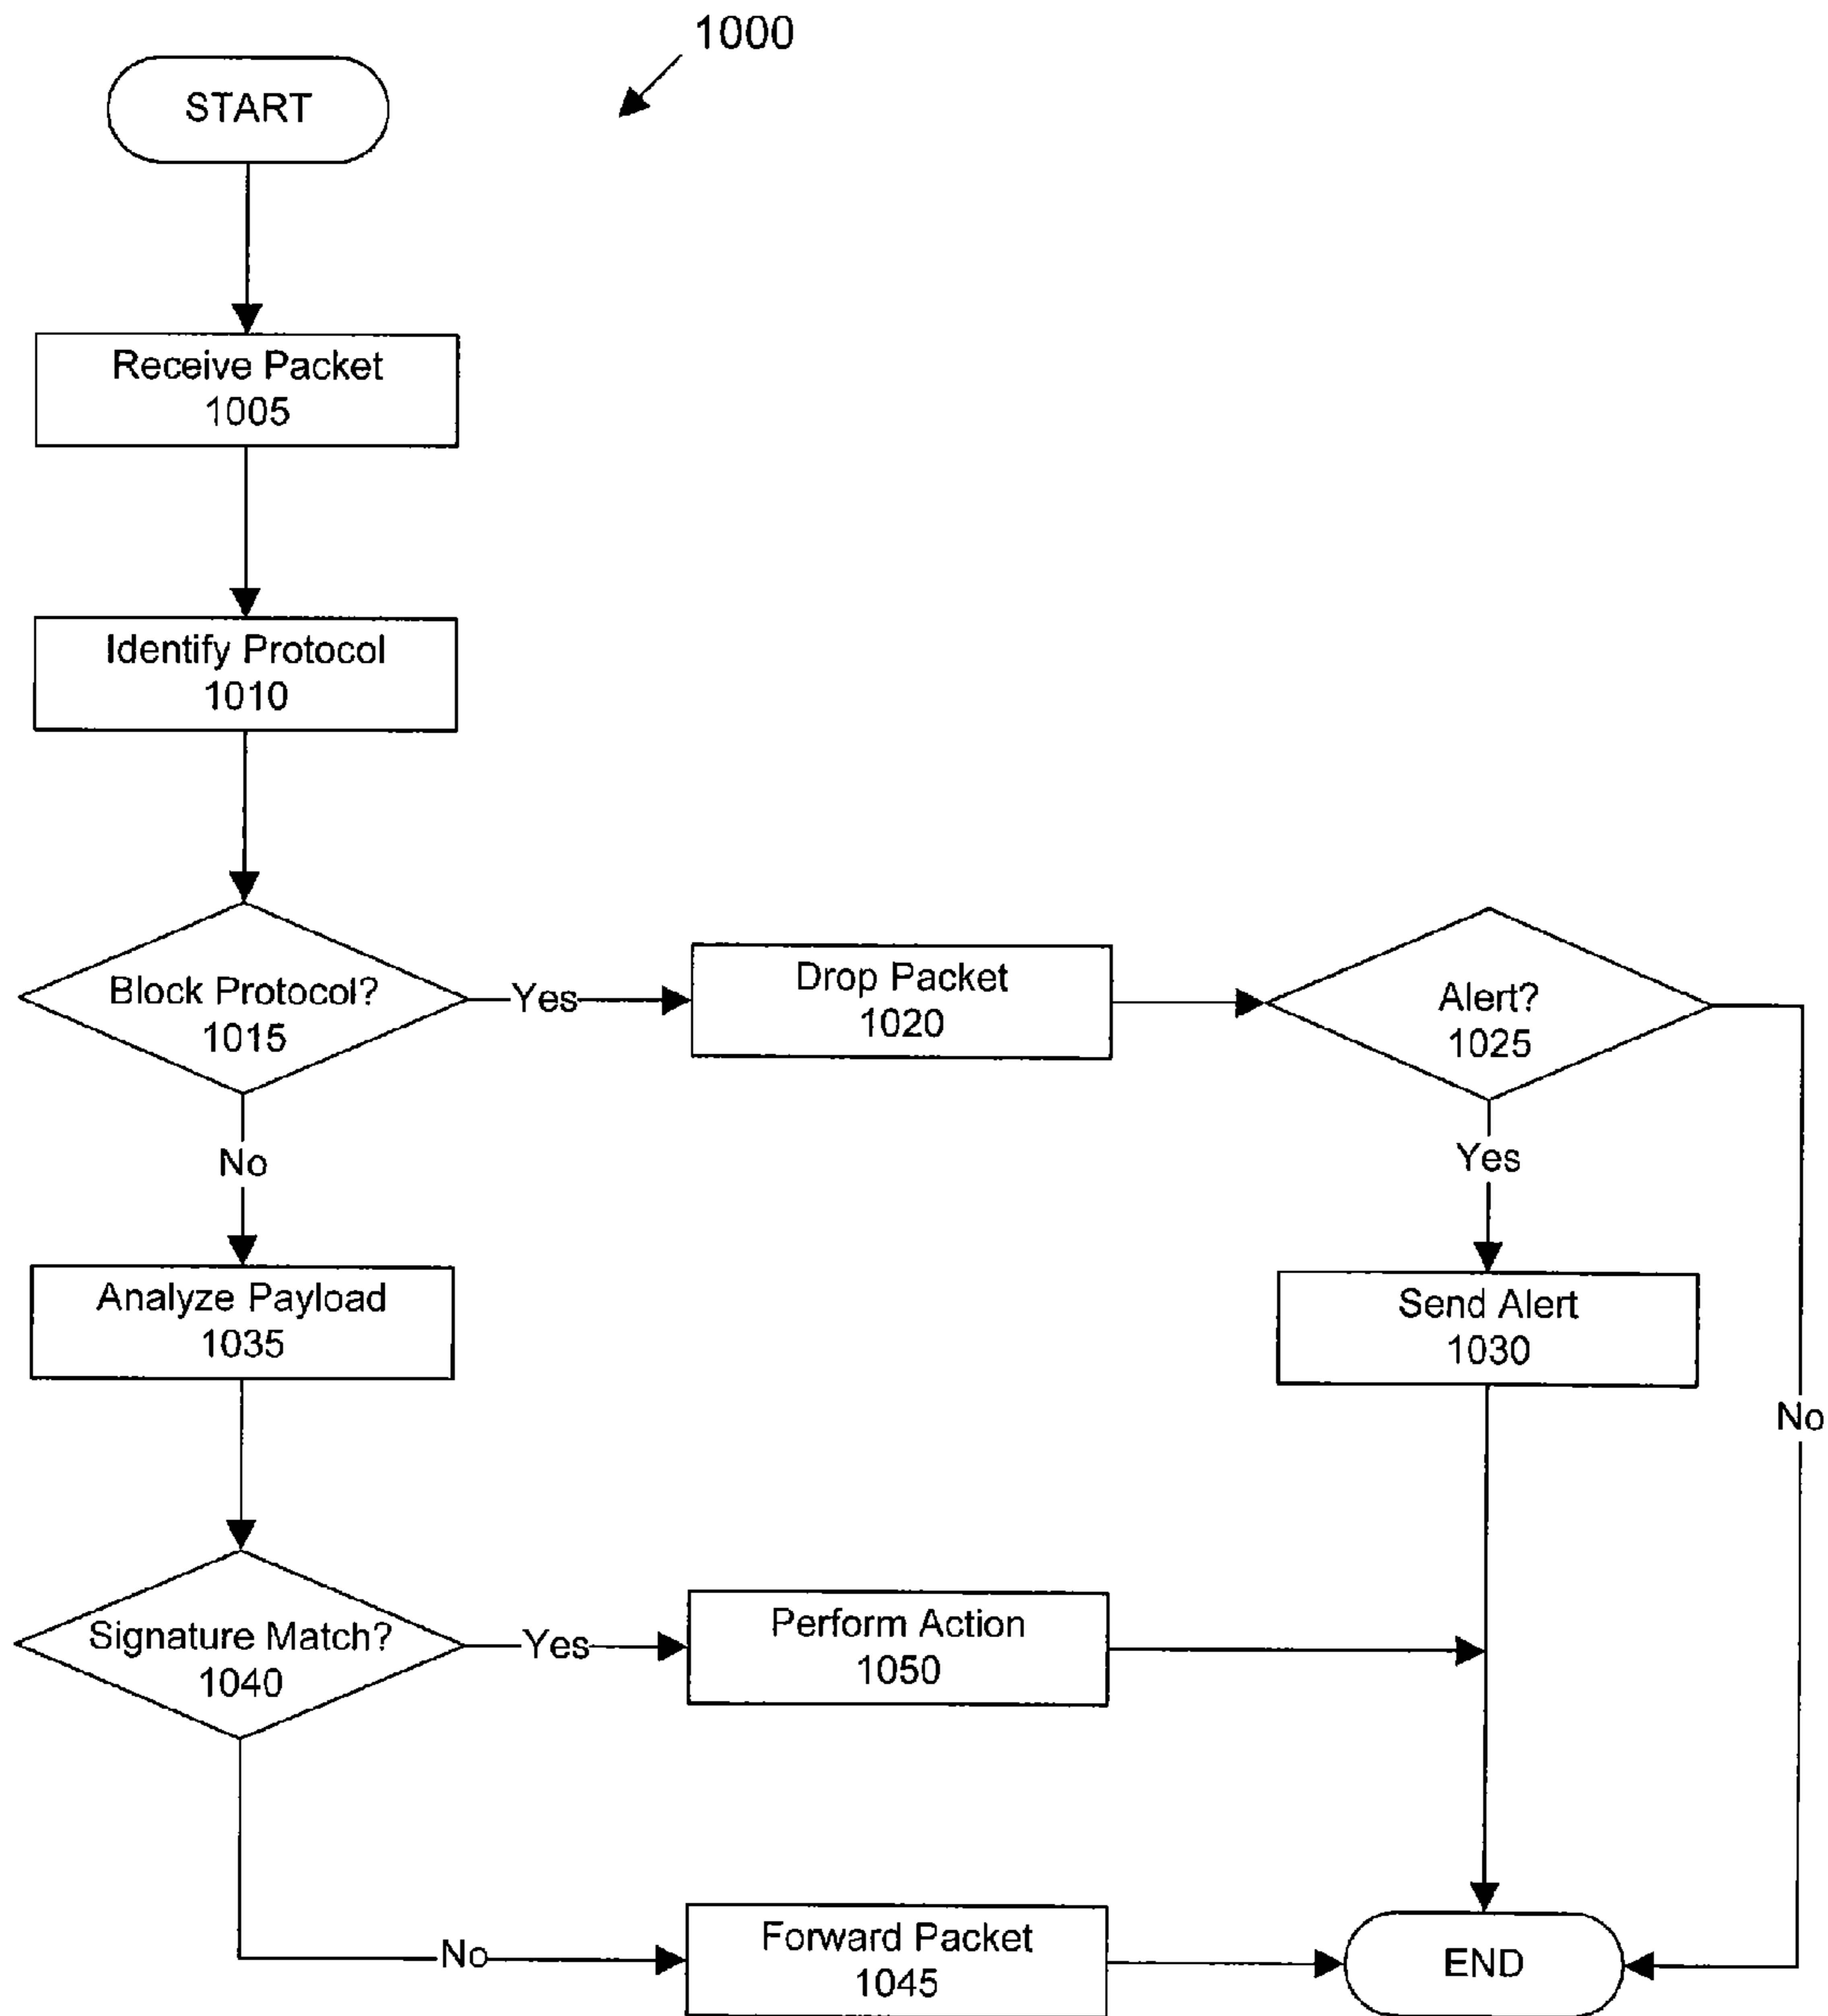 1000
START
Receive Packet
1005
Identify Protocol
1010
Block Protocol?
1015
Yes
Drop Packet
1020
Alert?
1025
No
Yes
Analyze Payload
1035
Send Alert
1030
No
Signature Match?
1040
Yes
Perform Action
1050
No
Forward Packet
1045
END